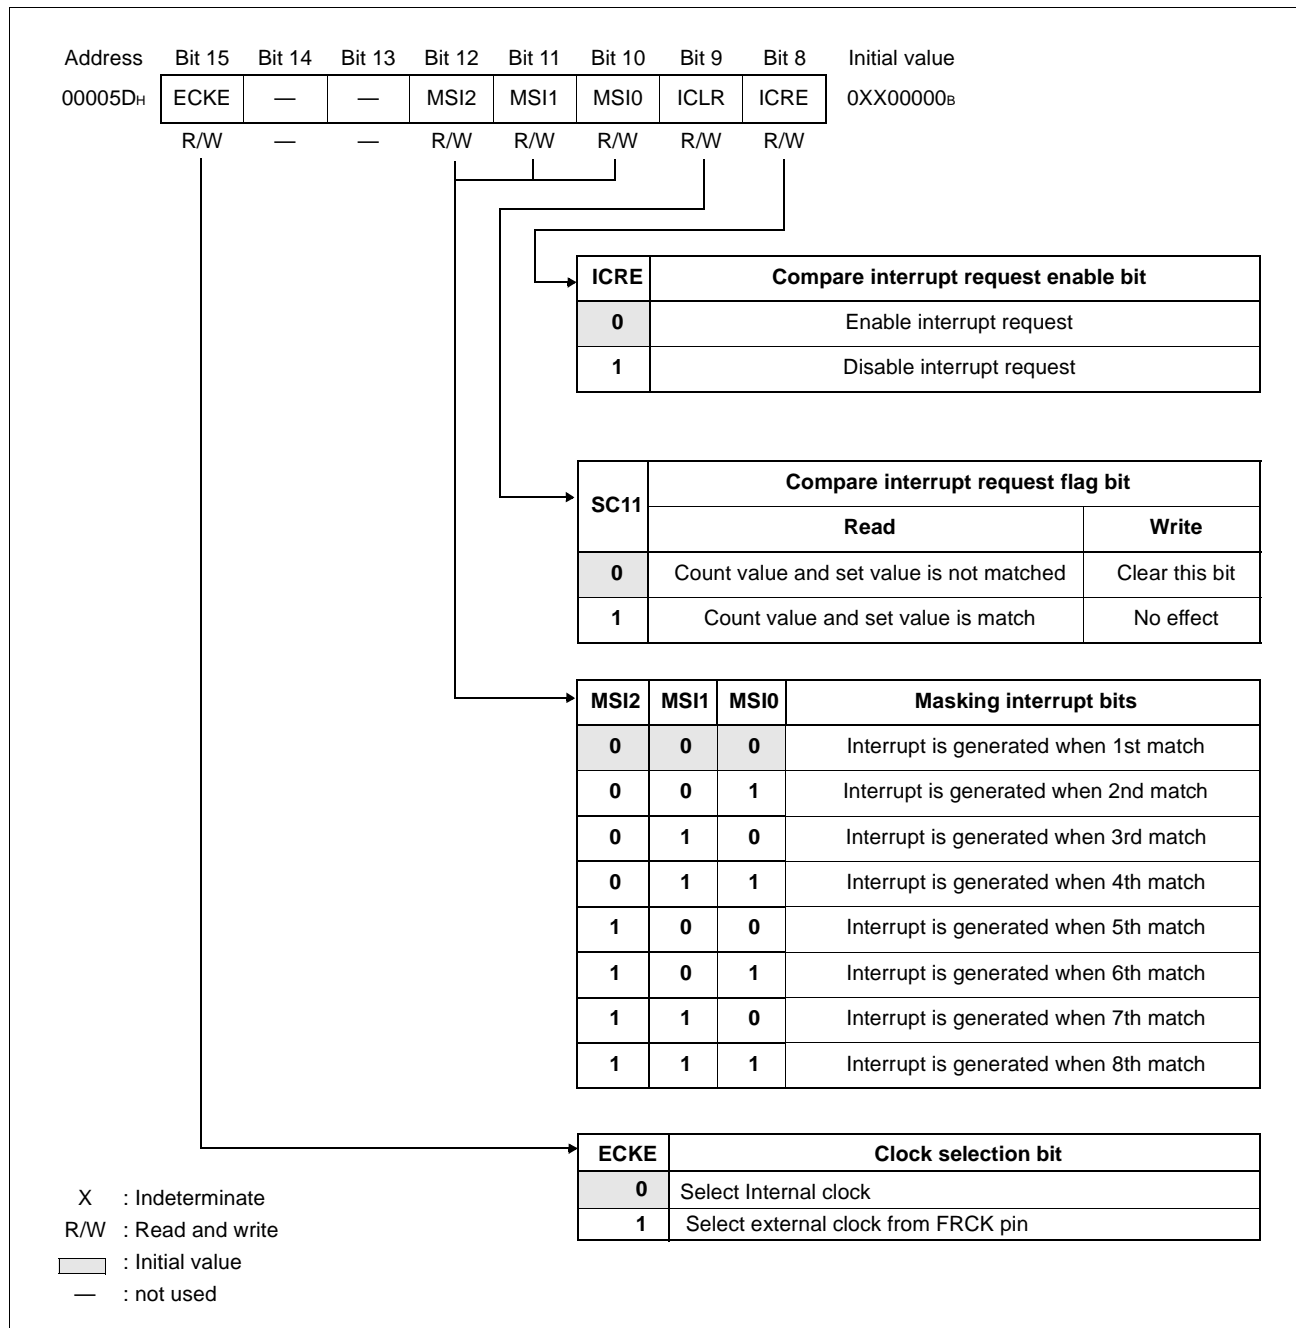 Address Bit 15 Bit 14 Bit 13 Bit 12 Bit 11 Bit 10 Bit 9 Bit 8 Initial value
00005DH ECKE — — MSI2 MSI1 MSI0 ICLR ICRE 0XX00000B
R/W — — R/W R/W R/W R/W R/W
ICRE Compare interrupt request enable bit
0 Enable interrupt request
1 Disable interrupt request
SC11 Compare interrupt request flag bit
Read Write
0 Count value and set value is not matched Clear this bit
1 Count value and set value is match No effect
MSI2 MSI1 MSI0 Masking interrupt bits
0 0 0 Interrupt is generated when 1st match
0 0 1 Interrupt is generated when 2nd match
0 1 0 Interrupt is generated when 3rd match
0 1 1 Interrupt is generated when 4th match
1 0 0 Interrupt is generated when 5th match
1 0 1 Interrupt is generated when 6th match
1 1 0 Interrupt is generated when 7th match
1 1 1 Interrupt is generated when 8th match
ECKE Clock selection bit
0 Select Internal clock
1 Select external clock from FRCK pin
X : Indeterminate
R/W : Read and write
: Initial value
— : not used